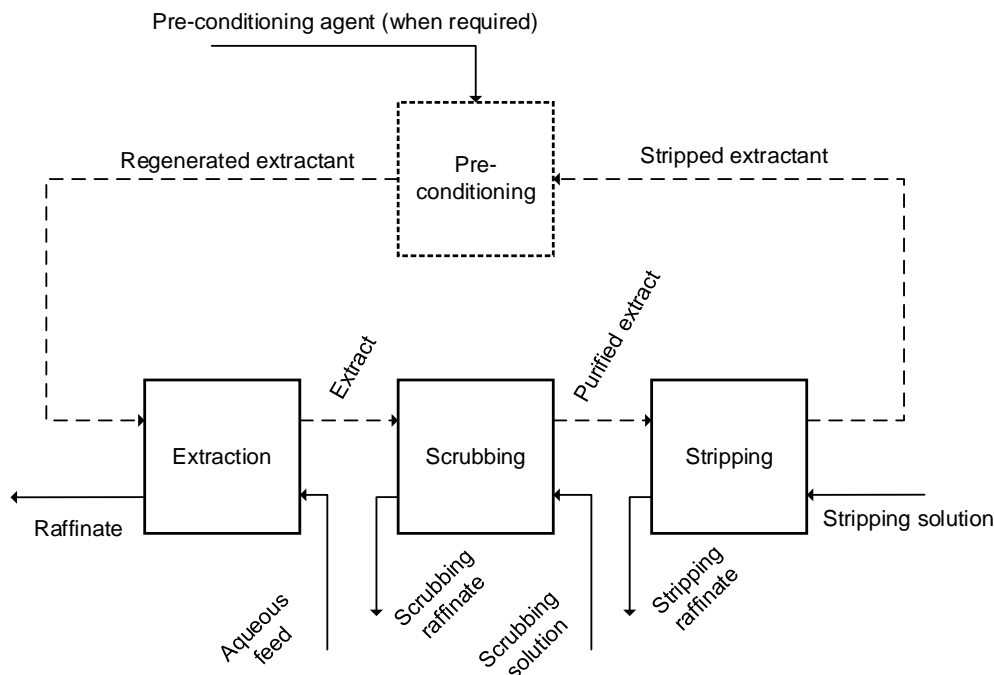 Pre-conditioning agent (when required)
Regenerated extractant
Pre-
conditioning
Stripped extractant
Extract
Purified extract
Extraction
Scrubbing
Stripping
Raffinate
Stripping solution
Aqueous
feed
Scrubbing
raffinate
Scrubbing
solution
Stripping
raffinate